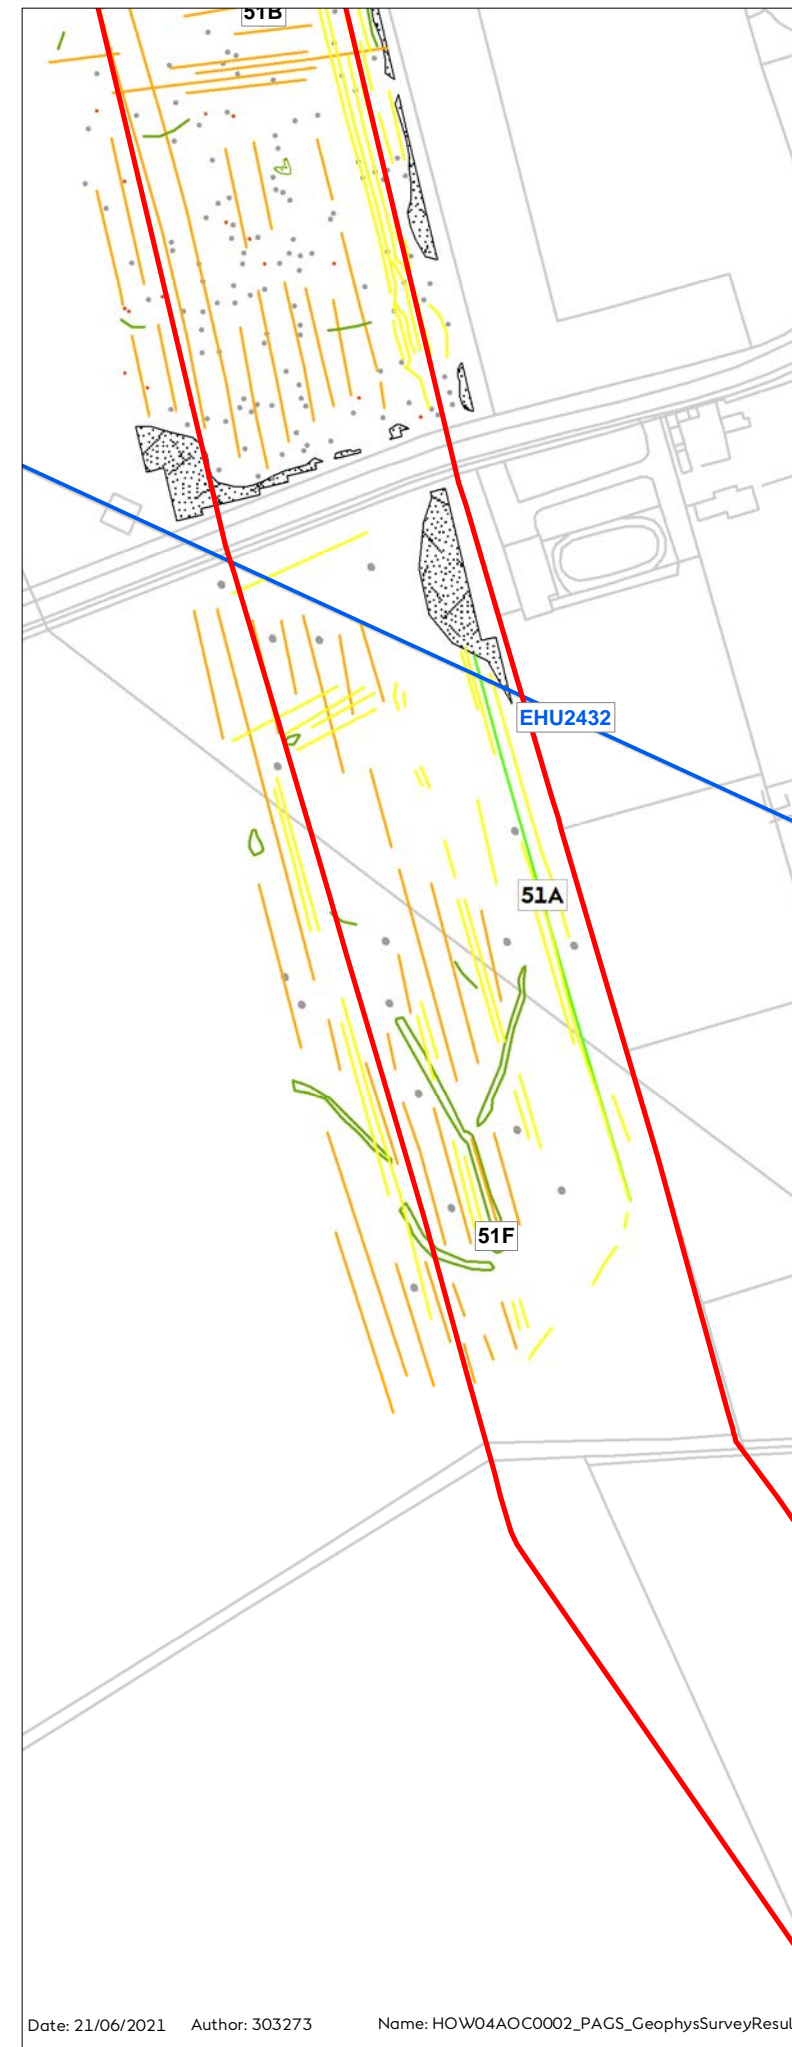 51B
EHU2432
51A
51F
Date: 21/06/2021 Author: 303273 Name: HOW04AOC0002_PAGS_GeophysSurveyResul